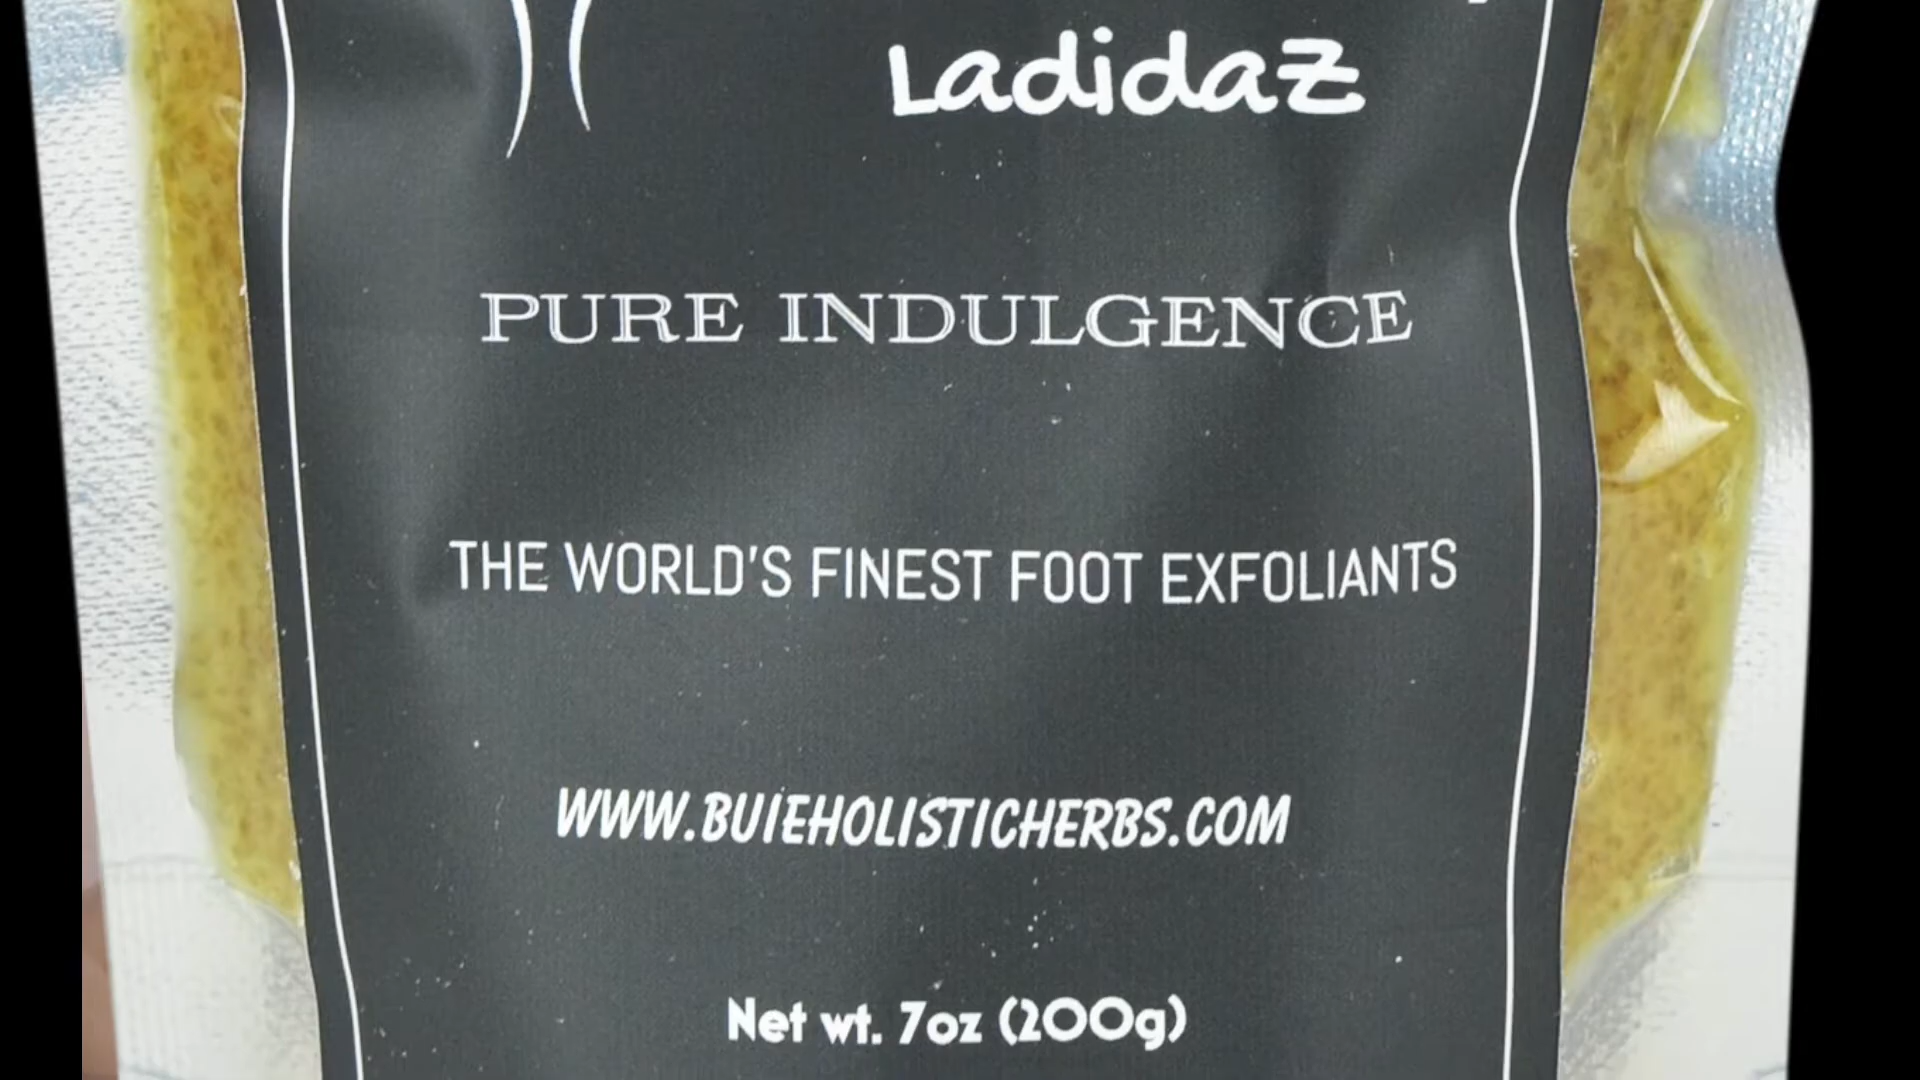 Ladidaz
PURE INDULGENCE
THE WORLD'S FINEST FOOT EXFOLIANTS
WWW.BUIEHOLISTICHERBS.COM
Net wt. 7oz (200g)